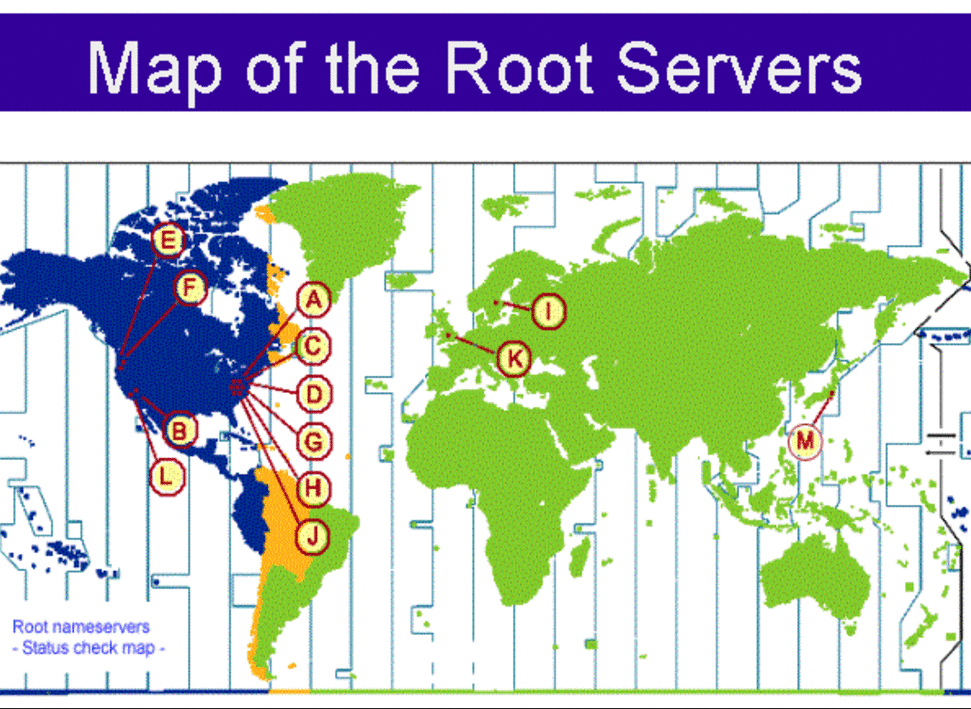 Map of the Root Servers
E
F
A
I
C
K
D
B
G
M
L
H
J
Root nameservers
- Status check map -